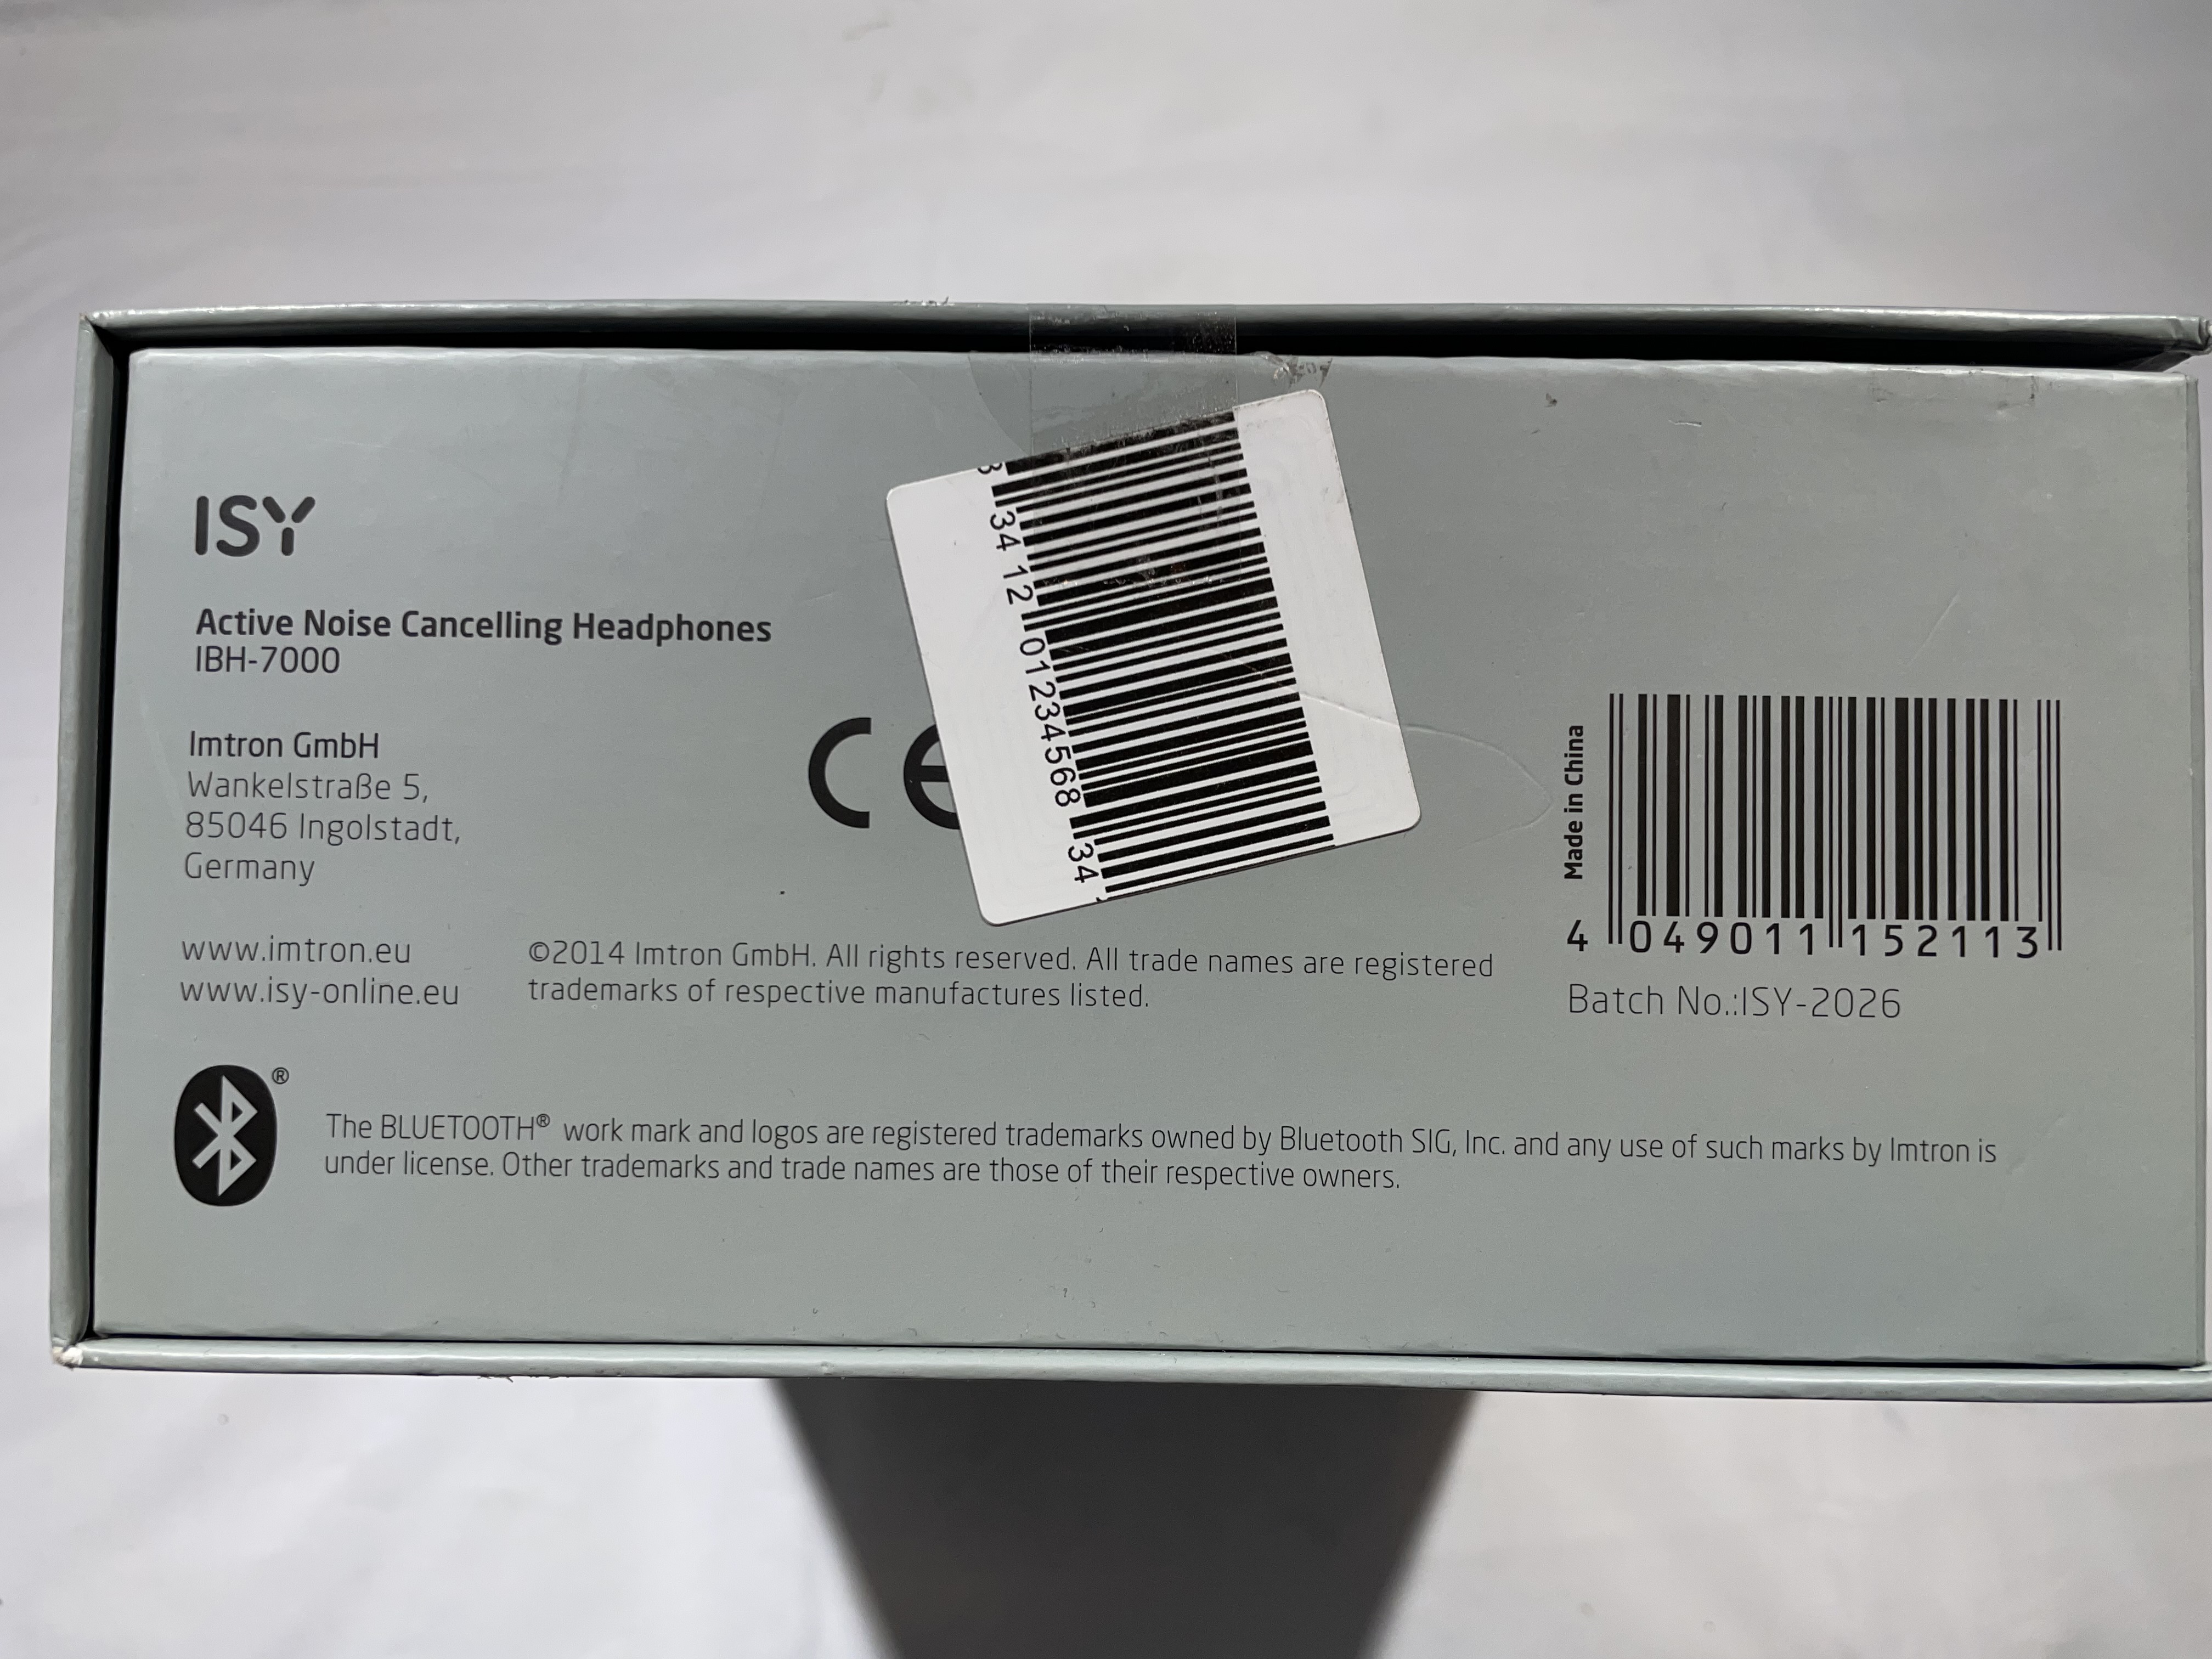 ISY
Active Noise Cancelling Headphones
IBH-7000
Imtron GmbH
Wankelstraße 5,
85046 Ingolstadt,
Germany
www.imtron.eu
www.isy-online.eu
CE
34 12 01234568 34
©2014 Imtron GmbH. All rights reserved. All trade names are registered
trademarks of respective manufactures listed.
Made in China
4 049011 152113
Batch No.:ISY-2026
®
The BLUETOOTH® work mark and logos are registered trademarks owned by Bluetooth SIG, Inc. and any use of such marks by Imtron is
under license. Other trademarks and trade names are those of their respective owners.